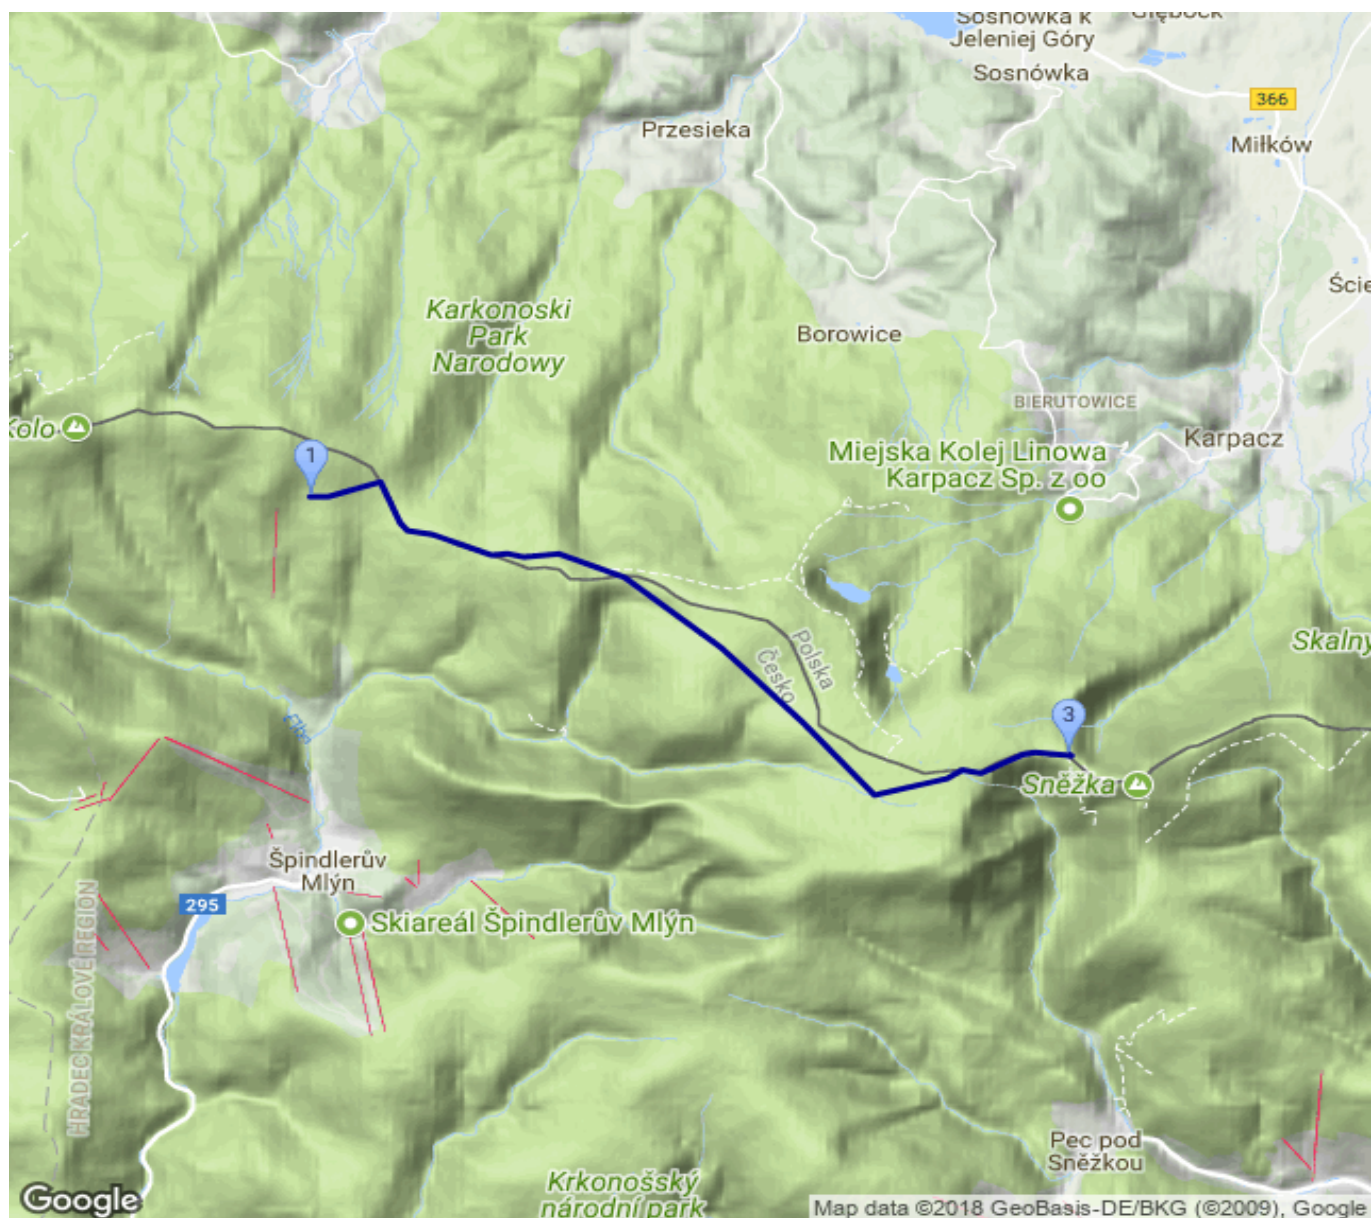 Sosnówka k
Jeleniej Góry
Głębock
Sosnówka
366
Przesieka
Miłków
Ście
Karkonoski
Park
Narodowy
Borowice
BIERUTOWICE
Kolo
1
Miejska Kolej Linowa
Karpacz Sp. z oo
Karpacz
Polska
Česko
Skalny
3
Sněžka
Špindlerův
Mlýn
295
Skiareál Špindlerův Mlýn
HRADEC KRÁLOVÉ REGION
Pec pod
Sněžkou
Krkonošský
národní park
Google
Map data ©2018 GeoBasis-DE/BKG (©2009), Google